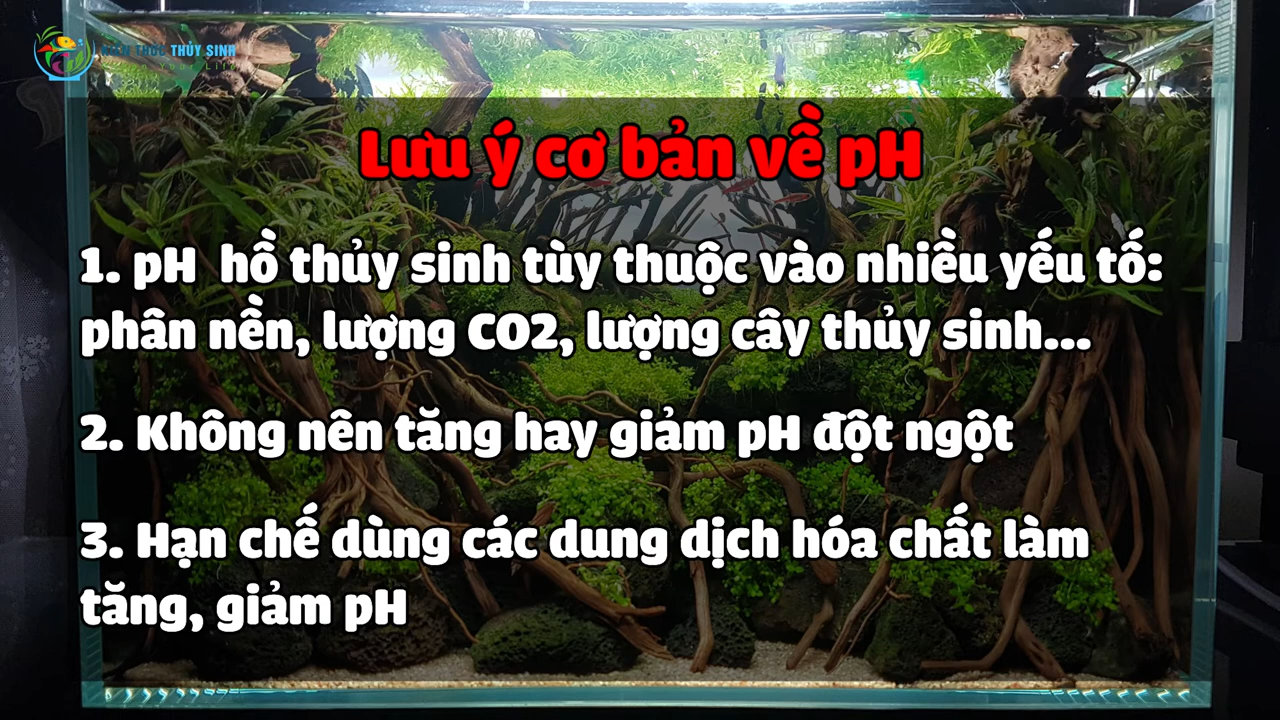 THỦY SINH
Lưu ý cơ bản về pH
1. pH hồ thủy sinh tùy thuộc vào nhiều yếu tố:
phân nền, lượng CO2, lượng cây thủy sinh...
2. Không nên tăng hay giảm pH đột ngột
3. Hạn chế dùng các dung dịch hóa chất làm
tăng, giảm pH